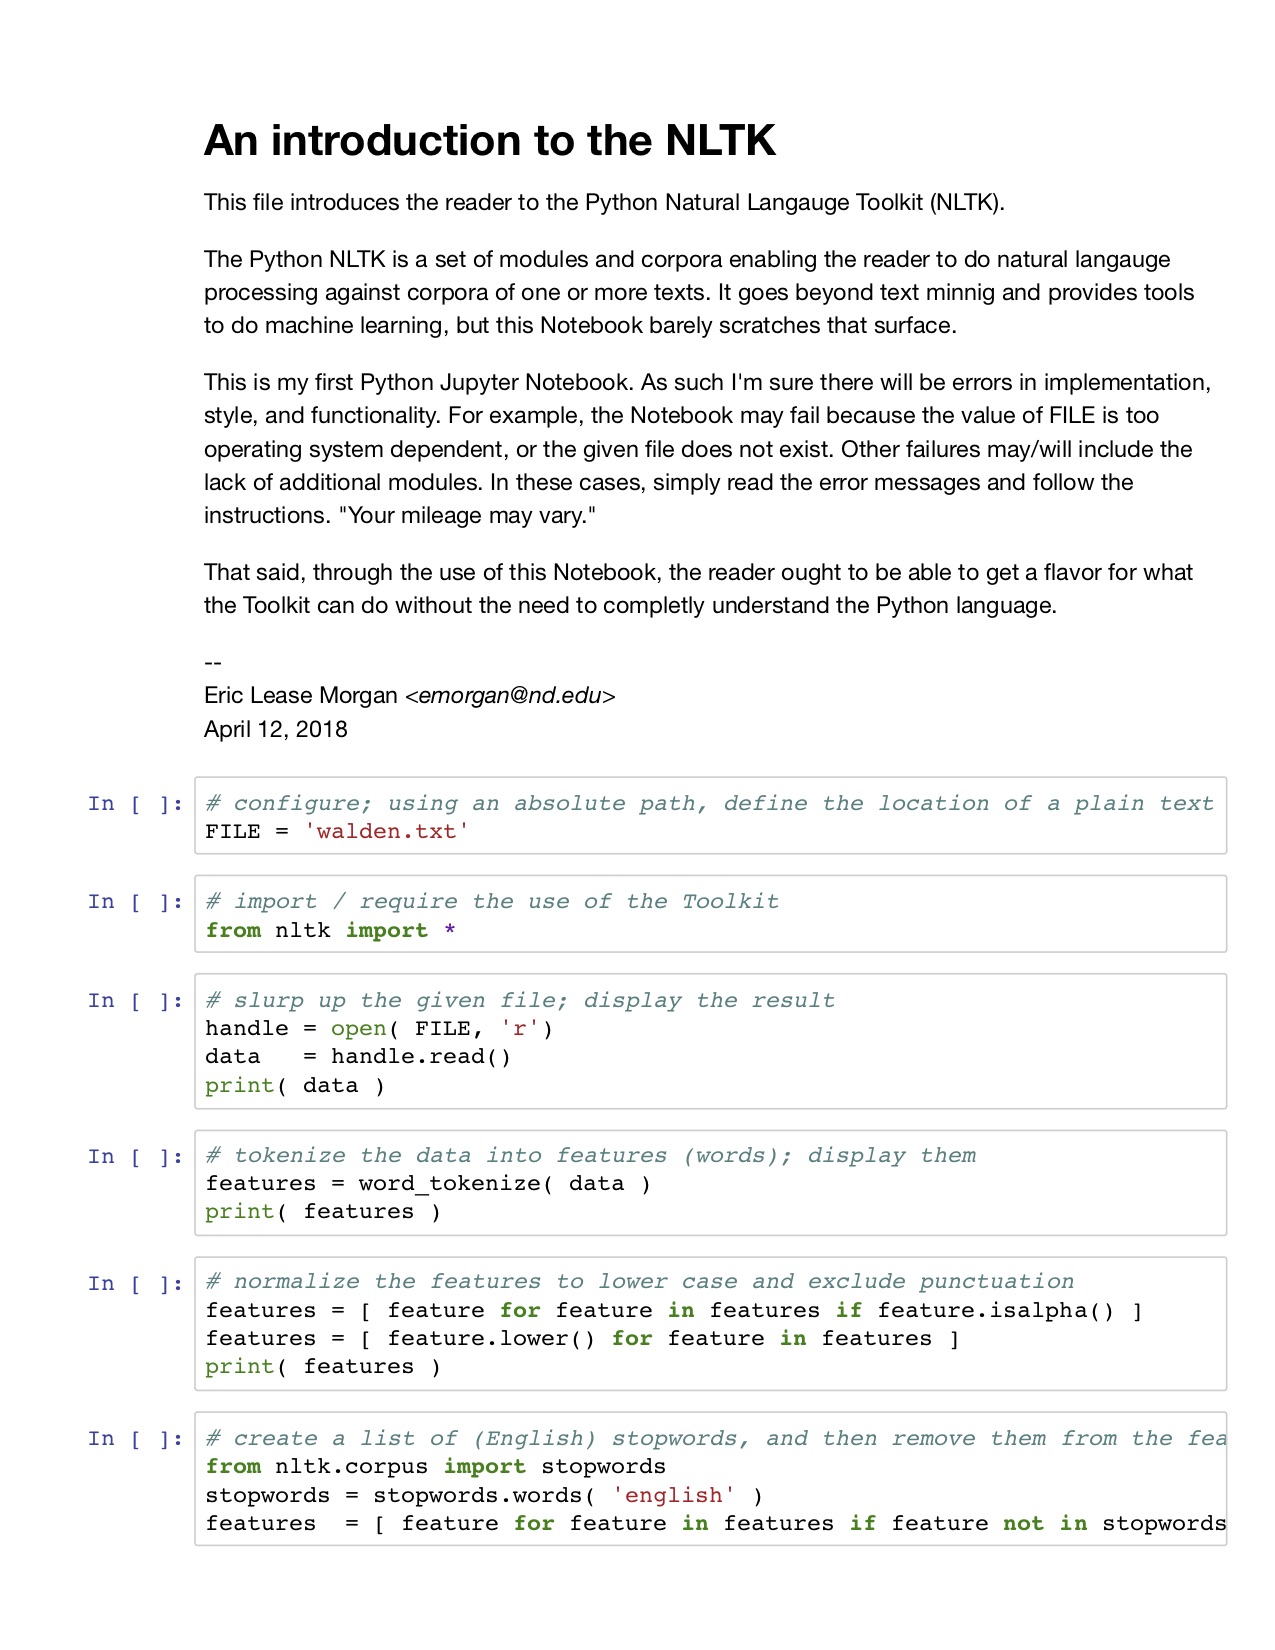 An introduction to the NLTK
This file introduces the reader to the Python Natural Langauge Toolkit (NLTK).
The Python NLTK is a set of modules and corpora enabling the reader to do natural langauge
processing against corpora of one or more texts. It goes beyond text minnig and provides tools
to do machine learning, but this Notebook barely scratches that surface.
This is my first Python Jupyter Notebook. As such I'm sure there will be errors in implementation,
style, and functionality. For example, the Notebook may fail because the value of FILE is too
operating system dependent, or the given file does not exist. Other failures may/will include the
lack of additional modules. In these cases, simply read the error messages and follow the
instructions. "Your mileage may vary."
That said, through the use of this Notebook, the reader ought to be able to get a flavor for what
the Toolkit can do without the need to completly understand the Python language.
--
Eric Lease Morgan <emorgan@nd.edu>
April 12, 2018
In [ ]: # configure; using an absolute path, define the location of a plain text
FILE = 'walden.txt'
In [ ]: # import / require the use of the Toolkit
from nltk import *
In [ ]: # slurp up the given file; display the result
handle = open( FILE, 'r')
data   = handle.read()
print( data )
In [ ]: # tokenize the data into features (words); display them
features = word_tokenize( data )
print( features )
In [ ]: # normalize the features to lower case and exclude punctuation
features = [ feature for feature in features if feature.isalpha() ]
features = [ feature.lower() for feature in features ]
print( features )
In [ ]: # create a list of (English) stopwords, and then remove them from the fea
from nltk.corpus import stopwords
stopwords = stopwords.words( 'english' )
features  = [ feature for feature in features if feature not in stopwords